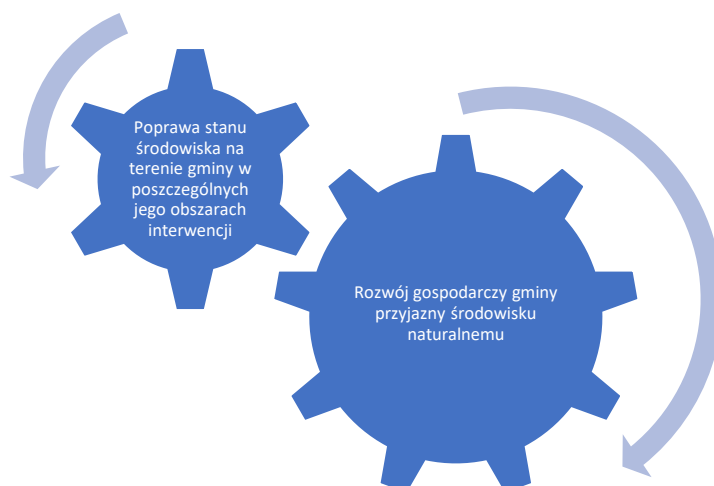 Poprawa stanu
środowiska na
terenie gminy w
poszczególnych
jego obszarach
interwencji
Rozwój gospodarczy gminy
przyjazny środowisku
naturalnemu